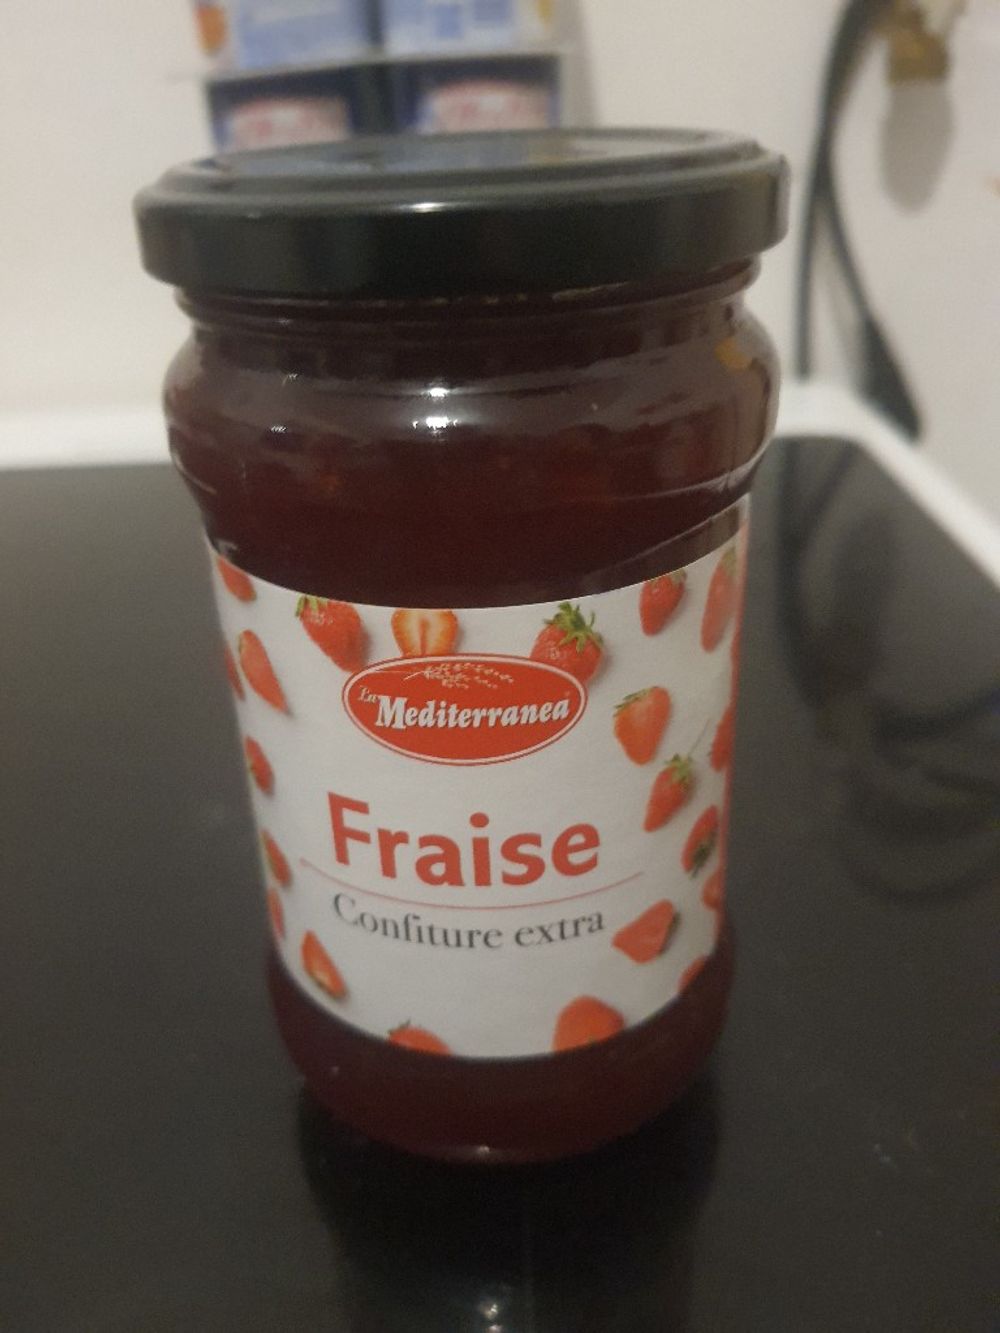 La
Mediterranea
Fraise
Confiture extra